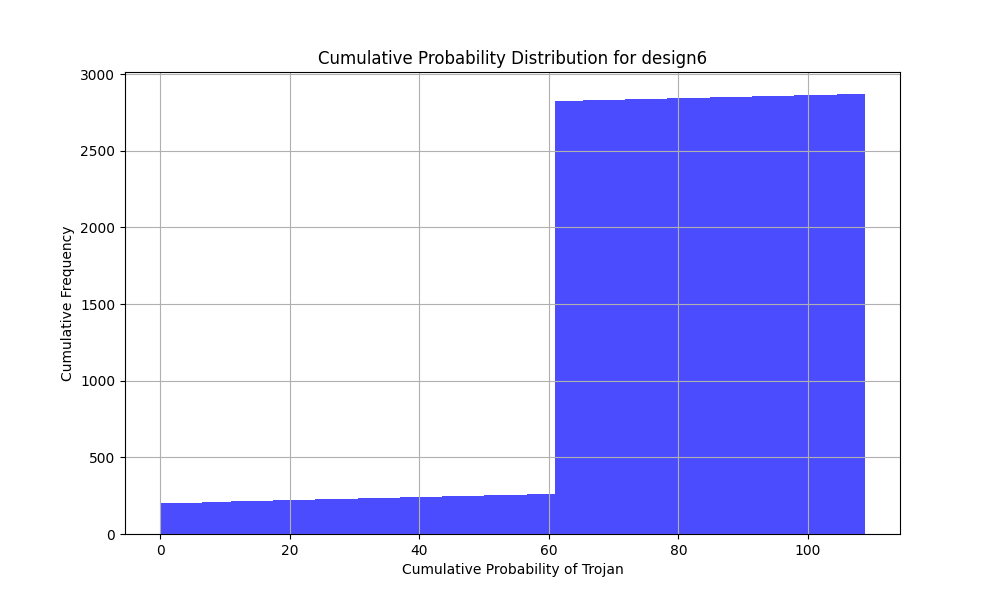 Cumulative Probability Distribution for design6
3000
2500
2000
1500
1000
500
0
Cumulative Frequency
0 20 40 60 80 100
Cumulative Probability of Trojan